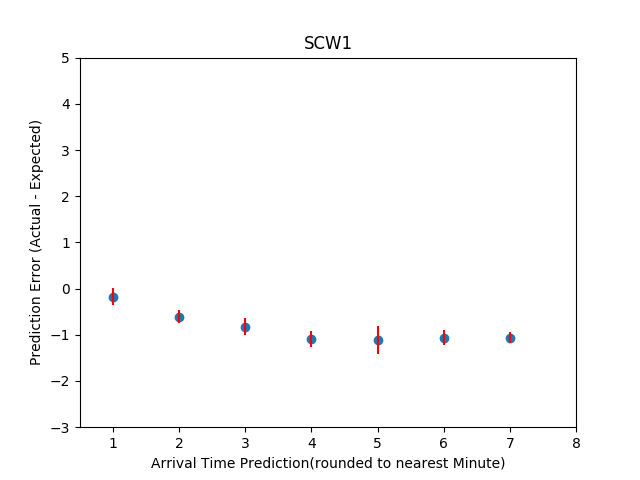 SCW1
5
4
3
2
1
0
−1
−2
−3
Prediction Error (Actual - Expected)
1 2 3 4 5 6 7 8
Arrival Time Prediction(rounded to nearest Minute)